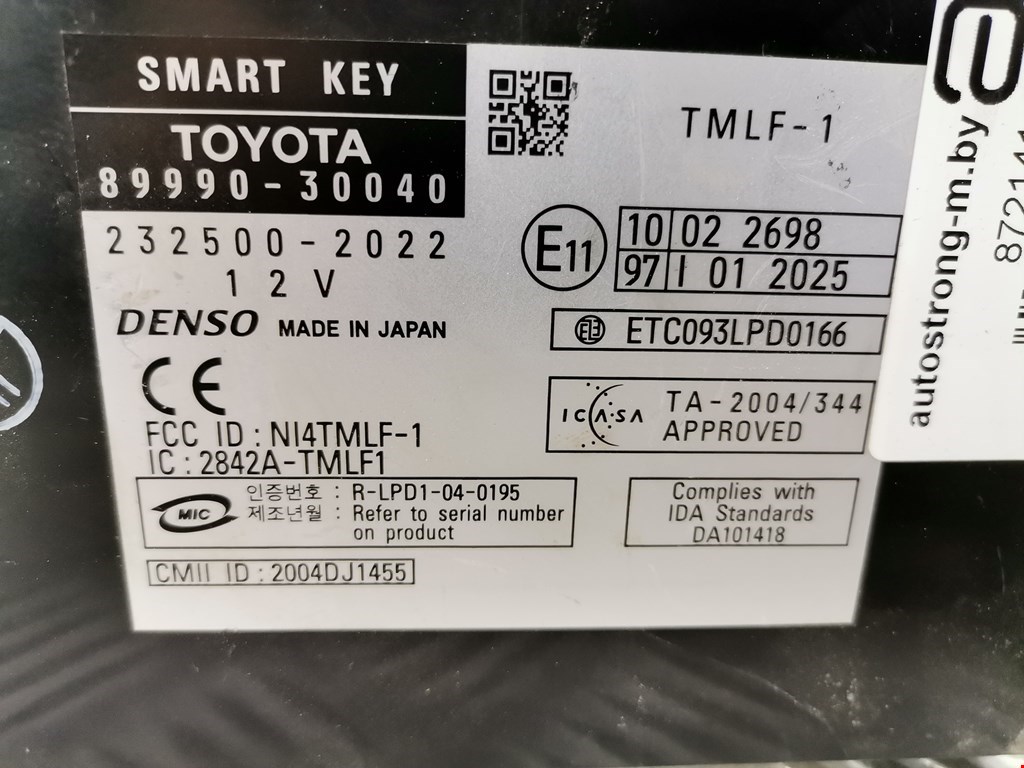 SMART KEY
TOYOTA
89990-30040
232500-2022
12V
DENSO MADE IN JAPAN
CE
FCC ID : NI4TMLF-1
IC : 2842A-TMLF1
MIC
인증번호 : R-LPD1-04-0195
제조년월 : Refer to serial number
on product
CMII ID : 2004DJ1455
TMLF-1
E11
10 02 2698
97 I 01 2025
ETC093LPD0166
ICASA
TA-2004/344
APPROVED
Complies with
IDA Standards
DA101418
autostrong-m.by